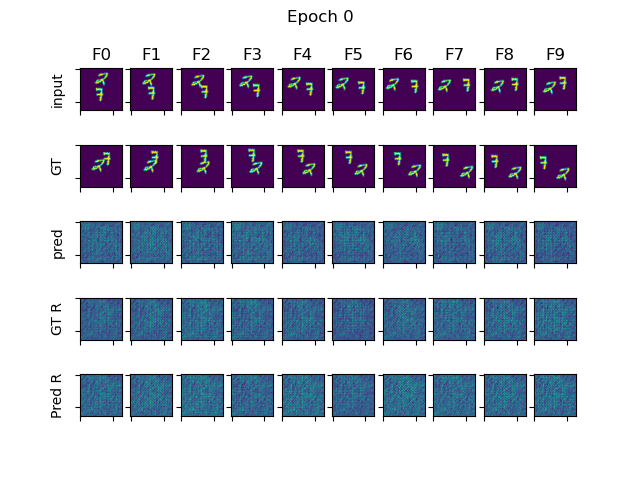 Epoch 0
F0 F1 F2 F3 F4 F5 F6 F7 F8 F9
input
GT
pred
GT R
Pred R